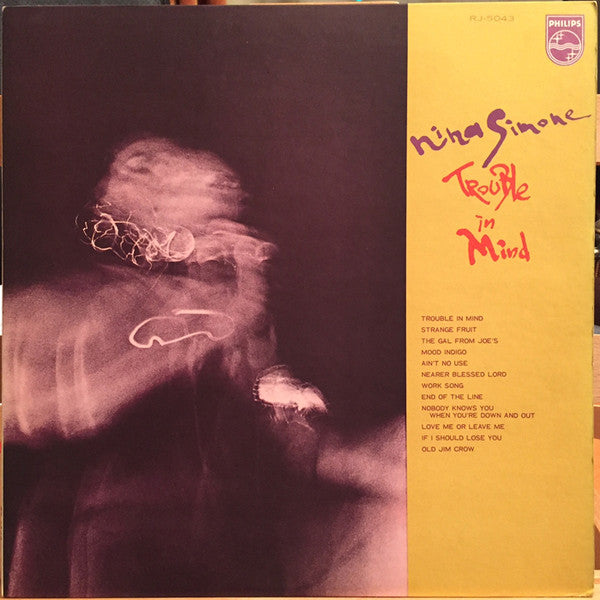 RJ-5043
PHILIPS
nina Simone
TROUBLE
in
Mind
TROUBLE IN MIND
STRANGE FRUIT
THE GAL FROM JOE'S
MOOD INDIGO
AIN'T NO USE
NEARER BLESSED LORD
WORK SONG
END OF THE LINE
NOBODY KNOWS YOU
WHEN YOU'RE DOWN AND OUT
LOVE ME OR LEAVE ME
IF I SHOULD LOSE YOU
OLD JIM CROW